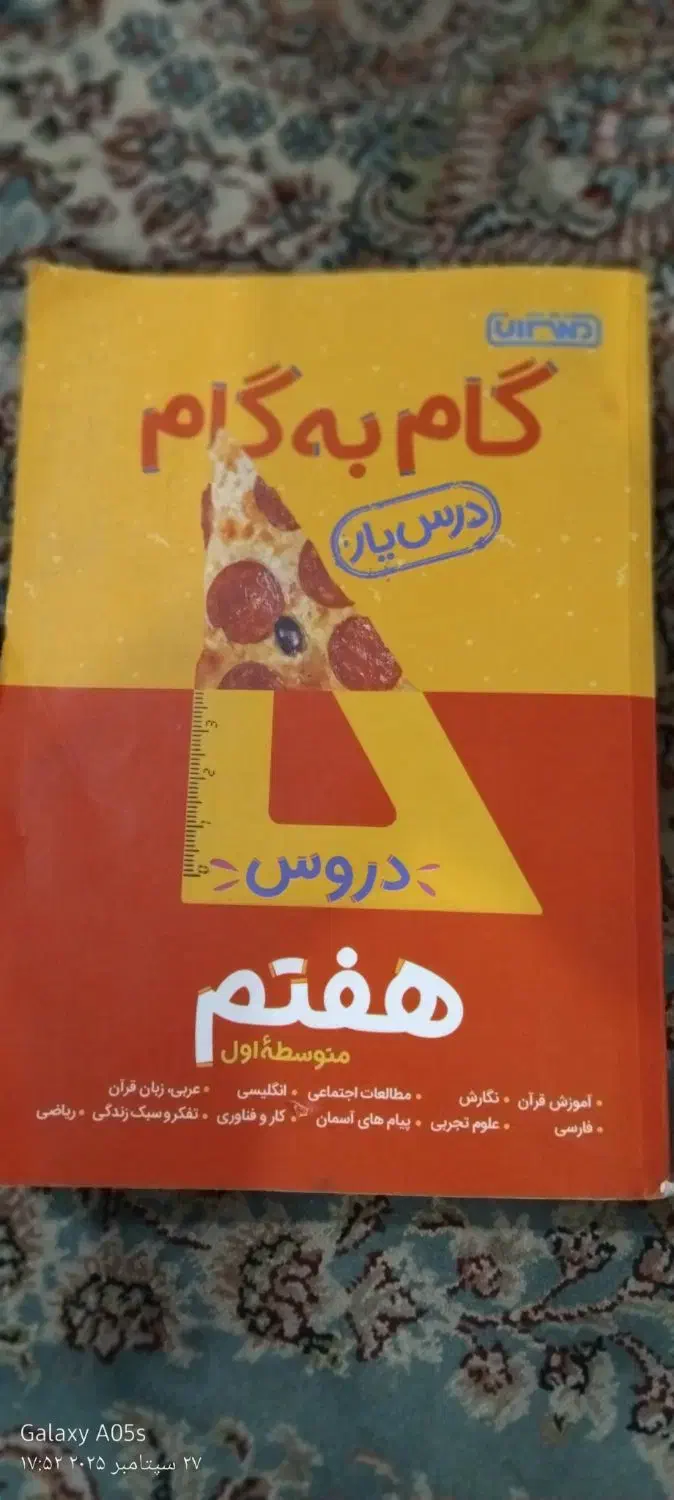 مهروماه
گام به گام
درس یار
دروس
هفتم
متوسطهٔ اول
• آموزش قرآن • نگارش • مطالعات اجتماعی • انگلیسی • عربی، زبان قرآن
• فارسی • علوم تجربی • پیام های آسمان • کار و فناوری • تفکر و سبک زندگی • ریاضی
Galaxy A05s
۲۷ سپتامبر ۲۰۲۵ ۱۷:۵۲